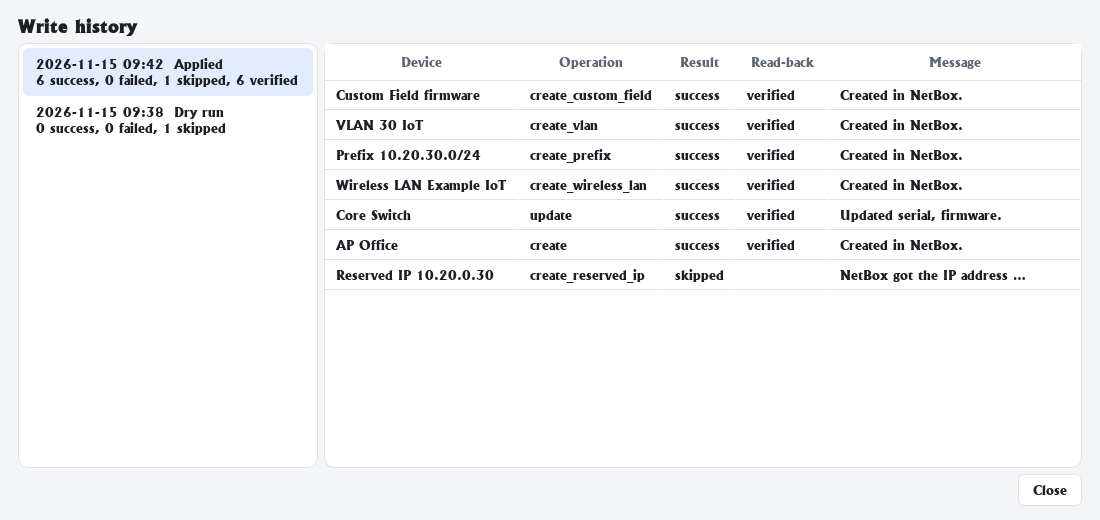 Write history
2026-11-15 09:42 Applied
6 success, 0 failed, 1 skipped, 6 verified
2026-11-15 09:38 Dry run
0 success, 0 failed, 1 skipped
Device Operation Result Read-back Message
Custom Field firmware create_custom_field success verified Created in NetBox.
VLAN 30 IoT create_vlan success verified Created in NetBox.
Prefix 10.20.30.0/24 create_prefix success verified Created in NetBox.
Wireless LAN Example IoT create_wireless_lan success verified Created in NetBox.
Core Switch update success verified Updated serial, firmware.
AP Office create success verified Created in NetBox.
Reserved IP 10.20.0.30 create_reserved_ip skipped NetBox got the IP address ...
Close